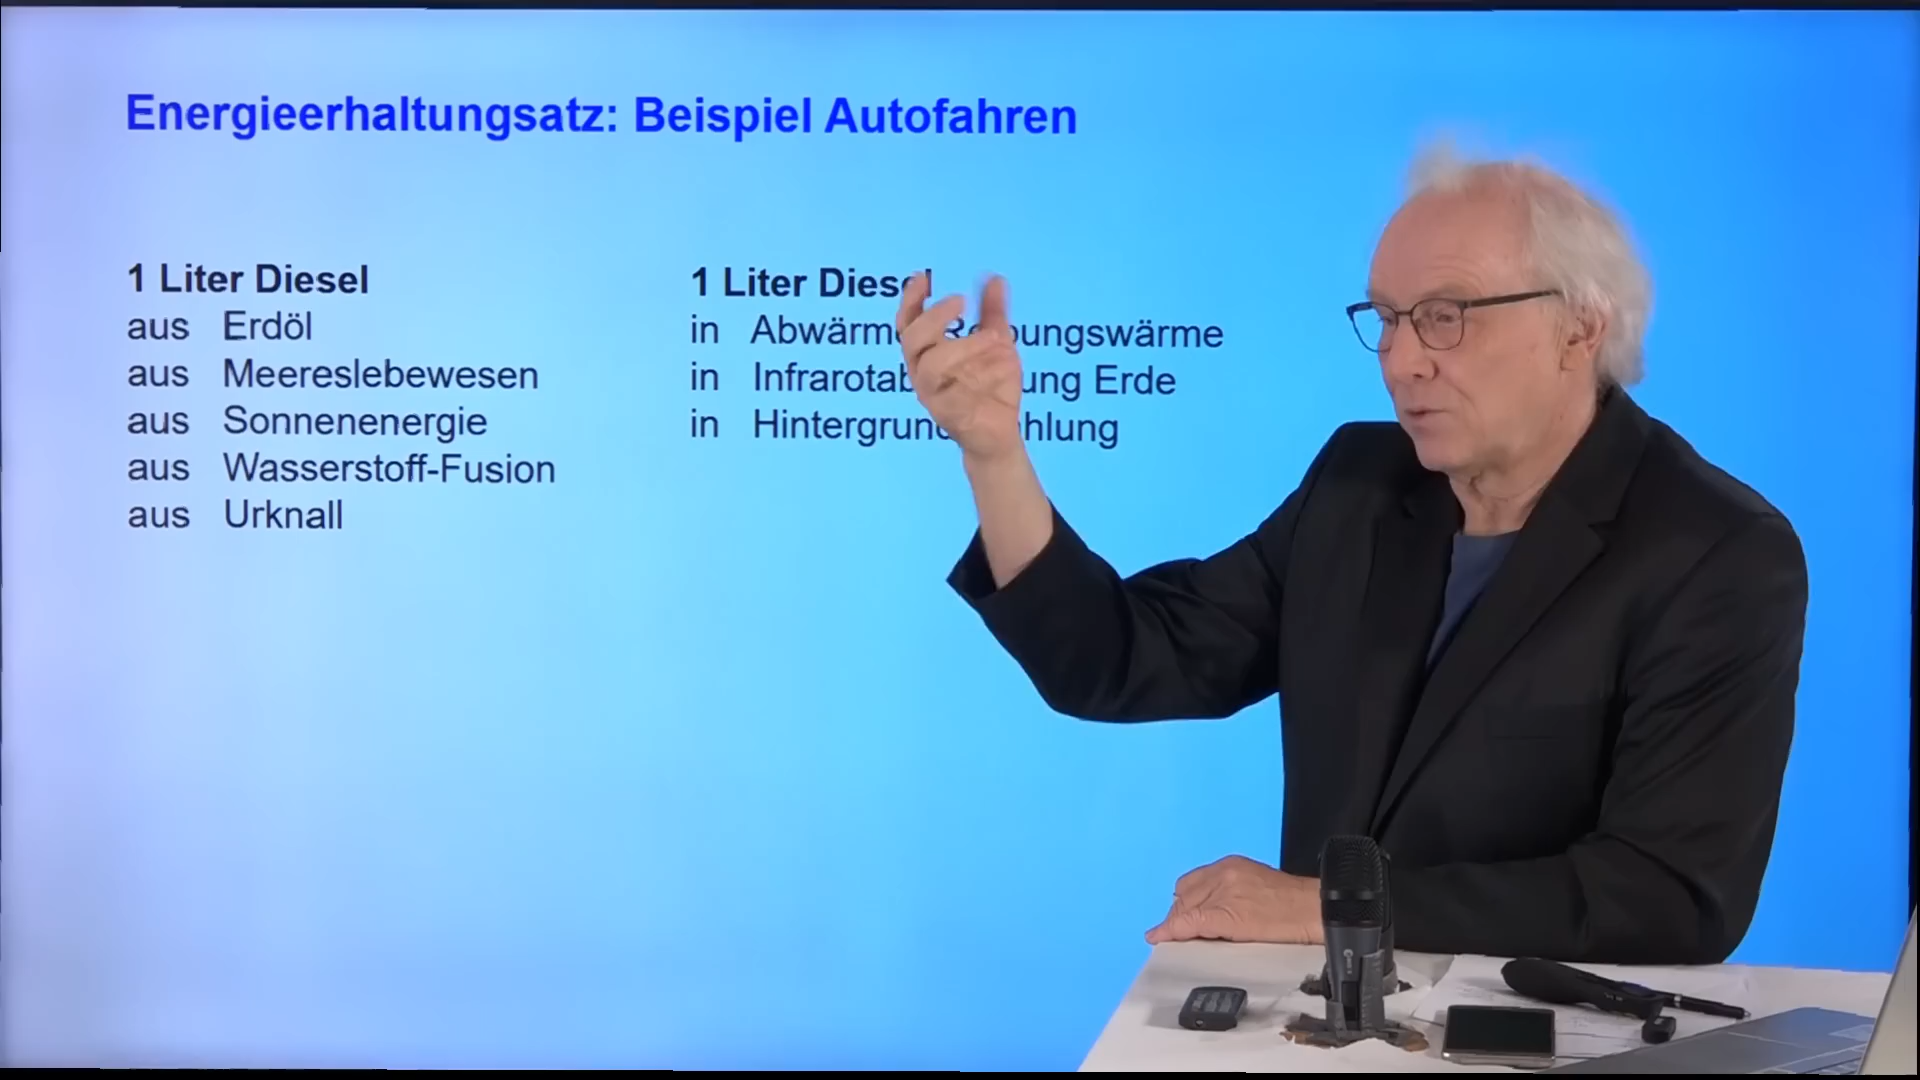 Energieerhaltungsatz: Beispiel Autofahren
1 Liter Diesel
aus Erdöl
aus Meereslebewesen
aus Sonnenenergie
aus Wasserstoff-Fusion
aus Urknall
1 Liter Diesel
in
in Erde
in